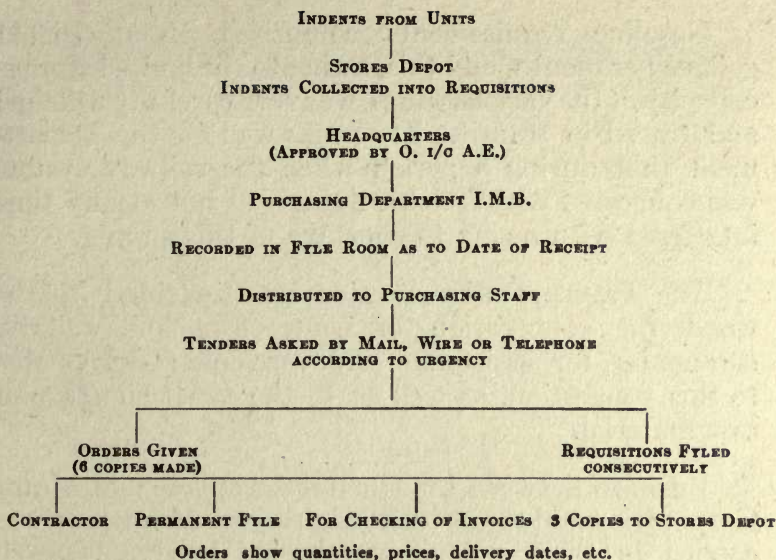 INDENTS FROM UNITS
STORES DEPOT
INDENTS COLLECTED INTO REQUISITIONS
HEADQUARTERS
(APPROVED BY O. I/C A.E.)
PURCHASING DEPARTMENT I.M.B.
RECORDED IN FYLE ROOM AS TO DATE OF RECEIPT
DISTRIBUTED TO PURCHASING STAFF
TENDERS ASKED BY MAIL, WIRE OR TELEPHONE
ACCORDING TO URGENCY
ORDERS GIVEN
(6 COPIES MADE)
REQUISITIONS FYLED
CONSECUTIVELY
CONTRACTOR PERMANENT FYLE FOR CHECKING OF INVOICES 3 COPIES TO STORES DEPOT
Orders show quantities, prices, delivery dates, etc.